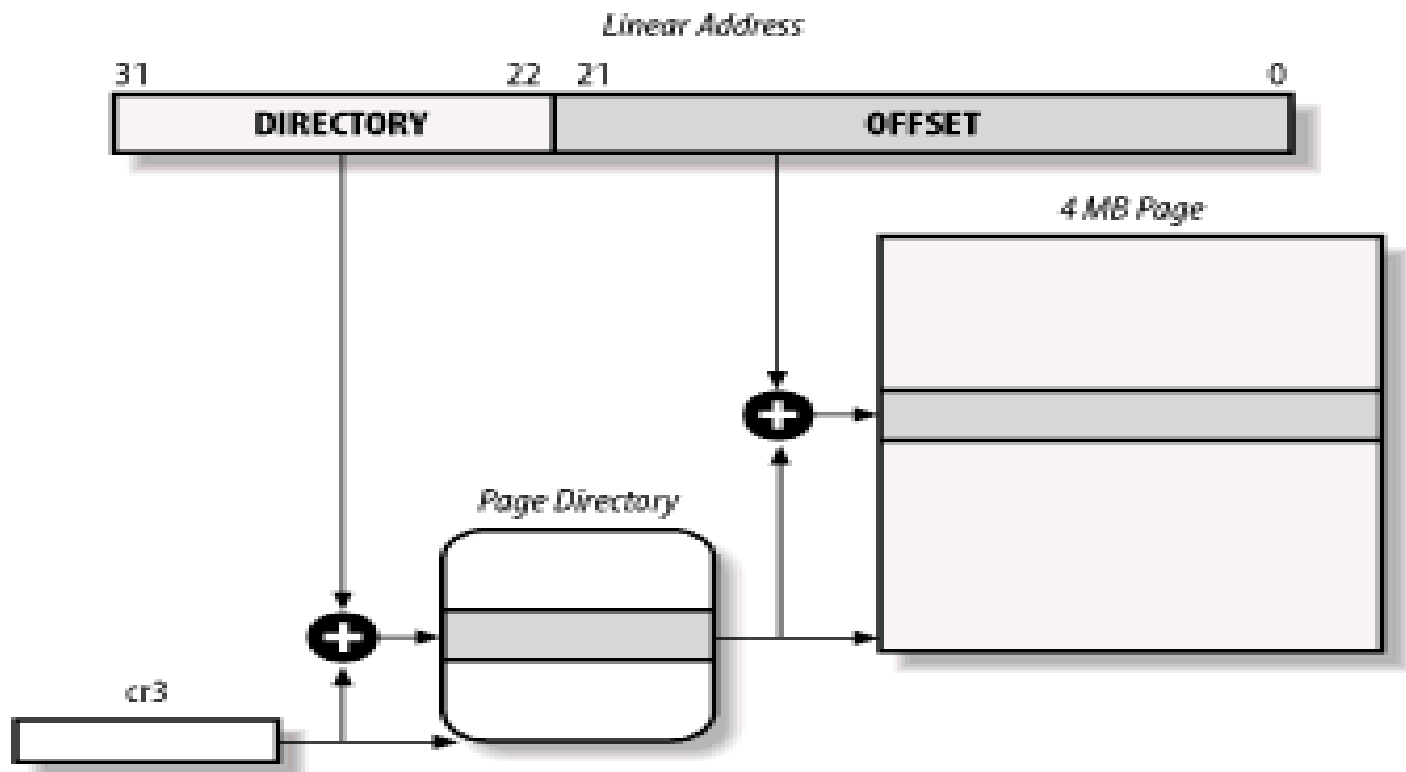 Linear Address
31 22 21 0
DIRECTORY OFFSET
4 MB Page
Page Directory
cr3